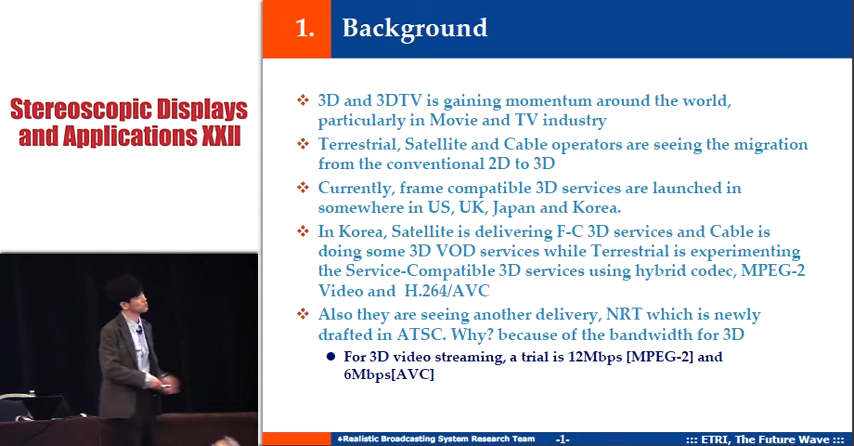 Stereoscopic Displays
and Applications XXII
1. Background
3D and 3DTV is gaining momentum around the world,
particularly in Movie and TV industry
Terrestrial, Satellite and Cable operators are seeing the migration
from the conventional 2D to 3D
Currently, frame compatible 3D services are launched in
somewhere in US, UK, Japan and Korea.
In Korea, Satellite is delivering F-C 3D services and Cable is
doing some 3D VOD services while Terrestrial is experimenting
the Service-Compatible 3D services using hybrid codec, MPEG-2
Video and H.264/AVC
Also they are seeing another delivery, NRT which is newly
drafted in ATSC. Why? because of the bandwidth for 3D
For 3D video streaming, a trial is 12Mbps [MPEG-2] and
6Mbps[AVC]
♦Realistic Broadcasting System Research Team -1- ::: ETRI, The Future Wave :::